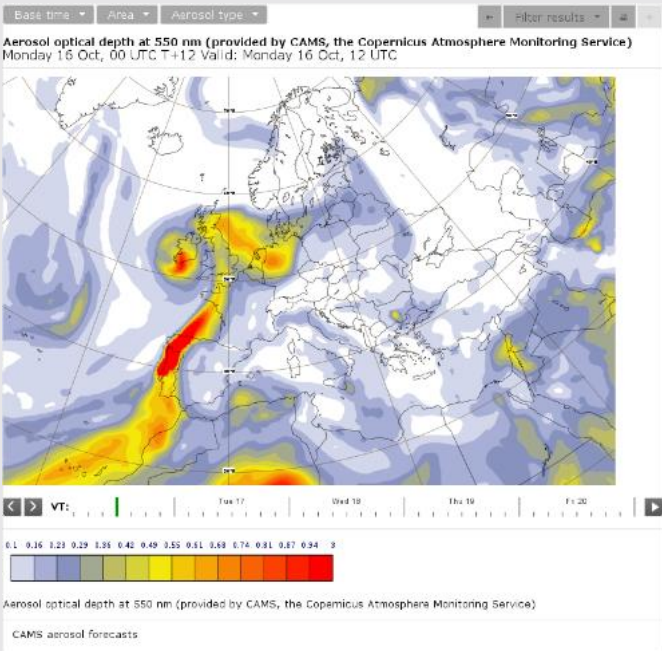 Base time Area Aerosol type Filter results
Aerosol optical depth at 550 nm (provided by CAMS, the Copernicus Atmosphere Monitoring Service)
Monday 16 Oct, 00 UTC T+12 Valid: Monday 16 Oct, 12 UTC
VT: Tue 17 Wed 18 Thu 19 Fri 20
0.1 0.16 0.23 0.29 0.36 0.42 0.49 0.55 0.61 0.68 0.74 0.81 0.87 0.94 3
Aerosol optical depth at 550 nm (provided by CAMS, the Copernicus Atmosphere Monitoring Service)
CAMS aerosol forecasts